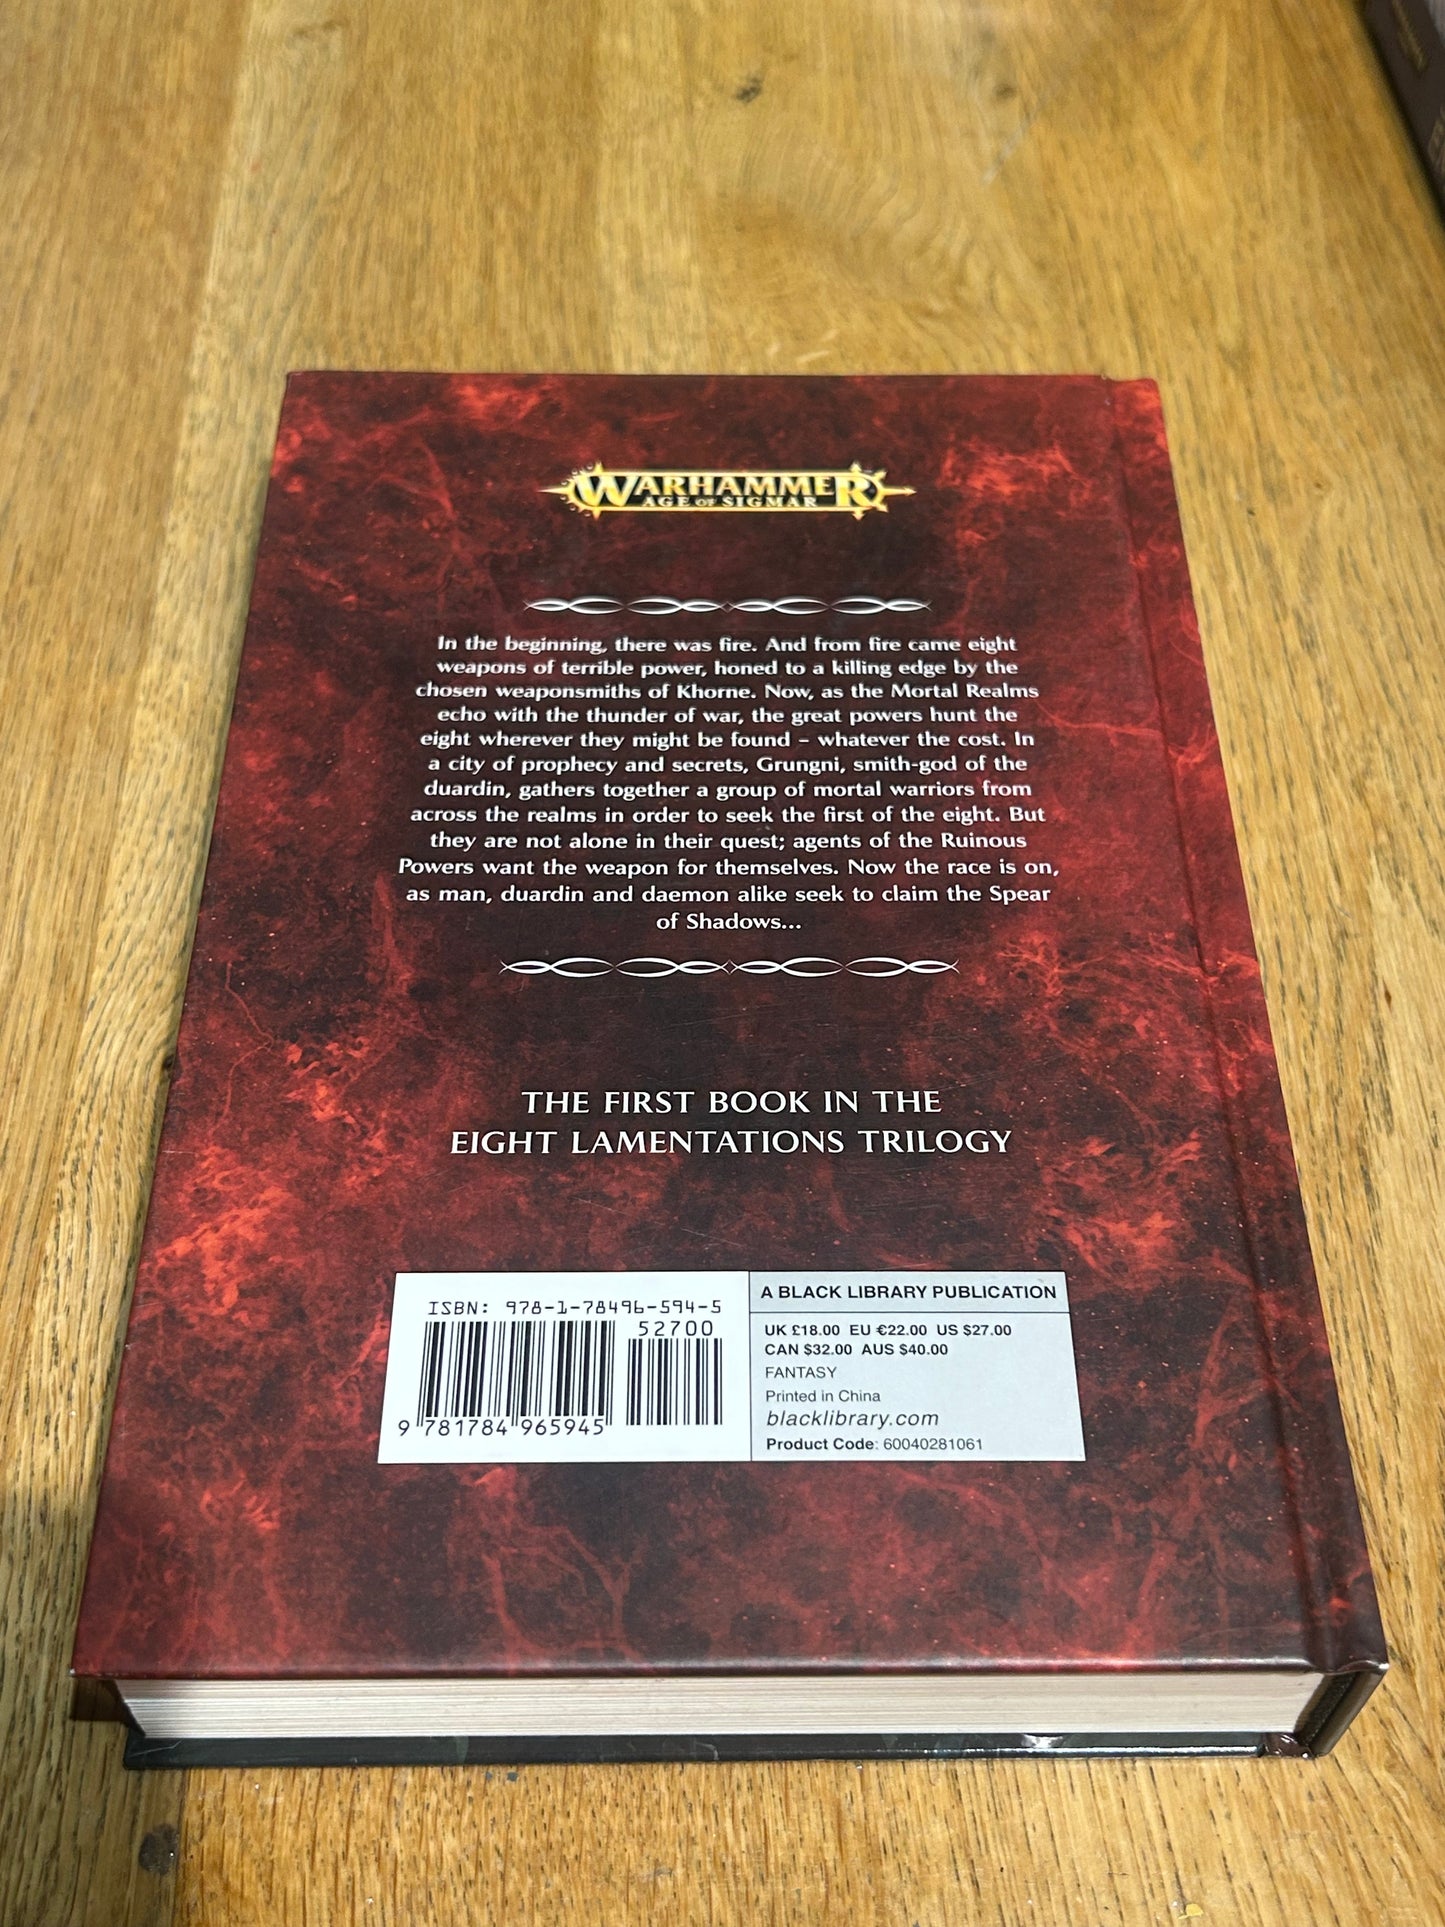 WARHAMMER
AGE OF SIGMAR
In the beginning, there was fire. And from fire came eight
weapons of terrible power, honed to a killing edge by the
chosen weaponsmiths of Khorne. Now, as the Mortal Realms
echo with the thunder of war, the great powers hunt the
eight wherever they might be found – whatever the cost. In
a city of prophecy and secrets, Grungni, smith-god of the
duardin, gathers together a group of mortal warriors from
across the realms in order to seek the first of the eight. But
they are not alone in their quest; agents of the Ruinous
Powers want the weapon for themselves. Now the race is on,
as man, duardin and daemon alike seek to claim the Spear
of Shadows...
THE FIRST BOOK IN THE
EIGHT LAMENTATIONS TRILOGY
ISBN: 978-1-78496-594-5
52700
9 781784 965945
A BLACK LIBRARY PUBLICATION
UK £18.00 EU €22.00 US $27.00
CAN $32.00 AUS $40.00
FANTASY
Printed in China
blacklibrary.com
Product Code: 60040281061